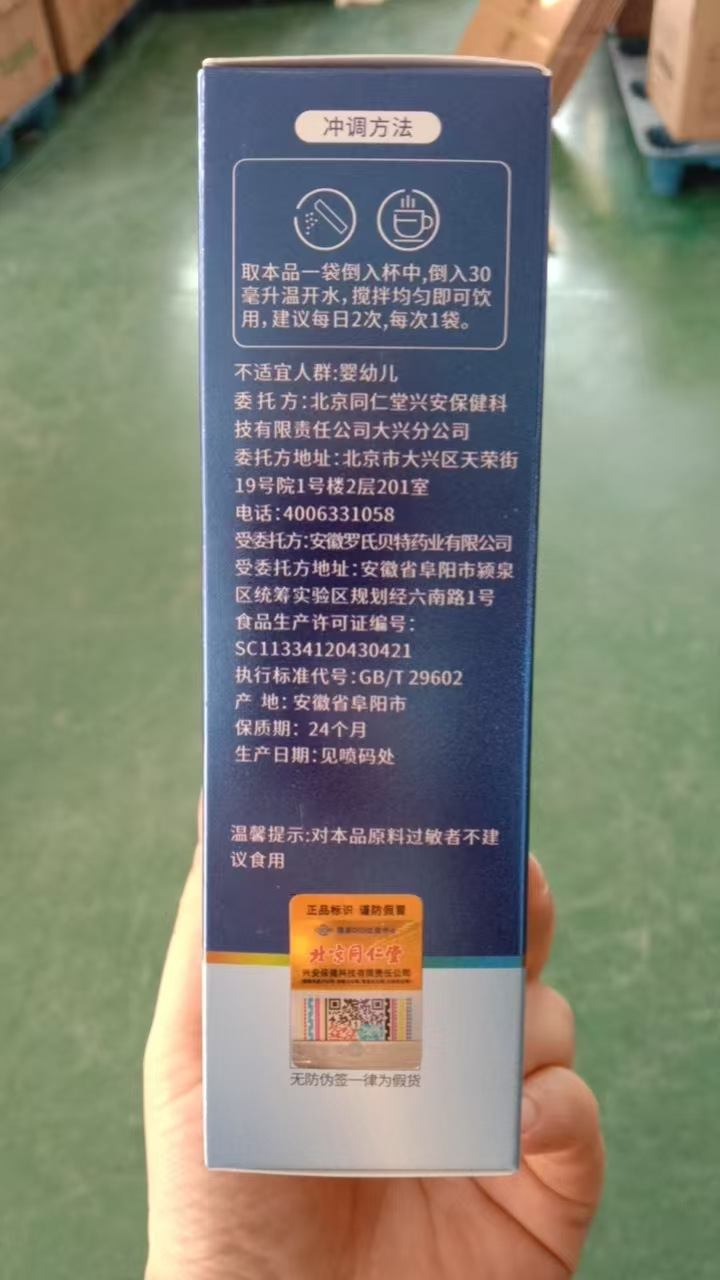 冲调方法
取本品一袋倒入杯中,倒入30
毫升温开水,搅拌均匀即可饮
用,建议每日2次,每次1袋。
不适宜人群:婴幼儿
委托方:北京同仁堂兴安保健科
技有限责任公司大兴分公司
委托方地址:北京市大兴区天荣街
19号院1号楼2层201室
电话:4006331058
受委托方:安徽罗氏贝特药业有限公司
受委托方地址:安徽省阜阳市颍泉
区统筹实验区规划经六南路1号
食品生产许可证编号:
SC11334120430421
执行标准代号:GB/T 29602
产 地:安徽省阜阳市
保质期:24个月
生产日期:见喷码处
温馨提示:对本品原料过敏者不建
议食用
正品标识 谨防假冒
北京同仁堂
兴安保健科技有限责任公司
无防伪签一律为假货